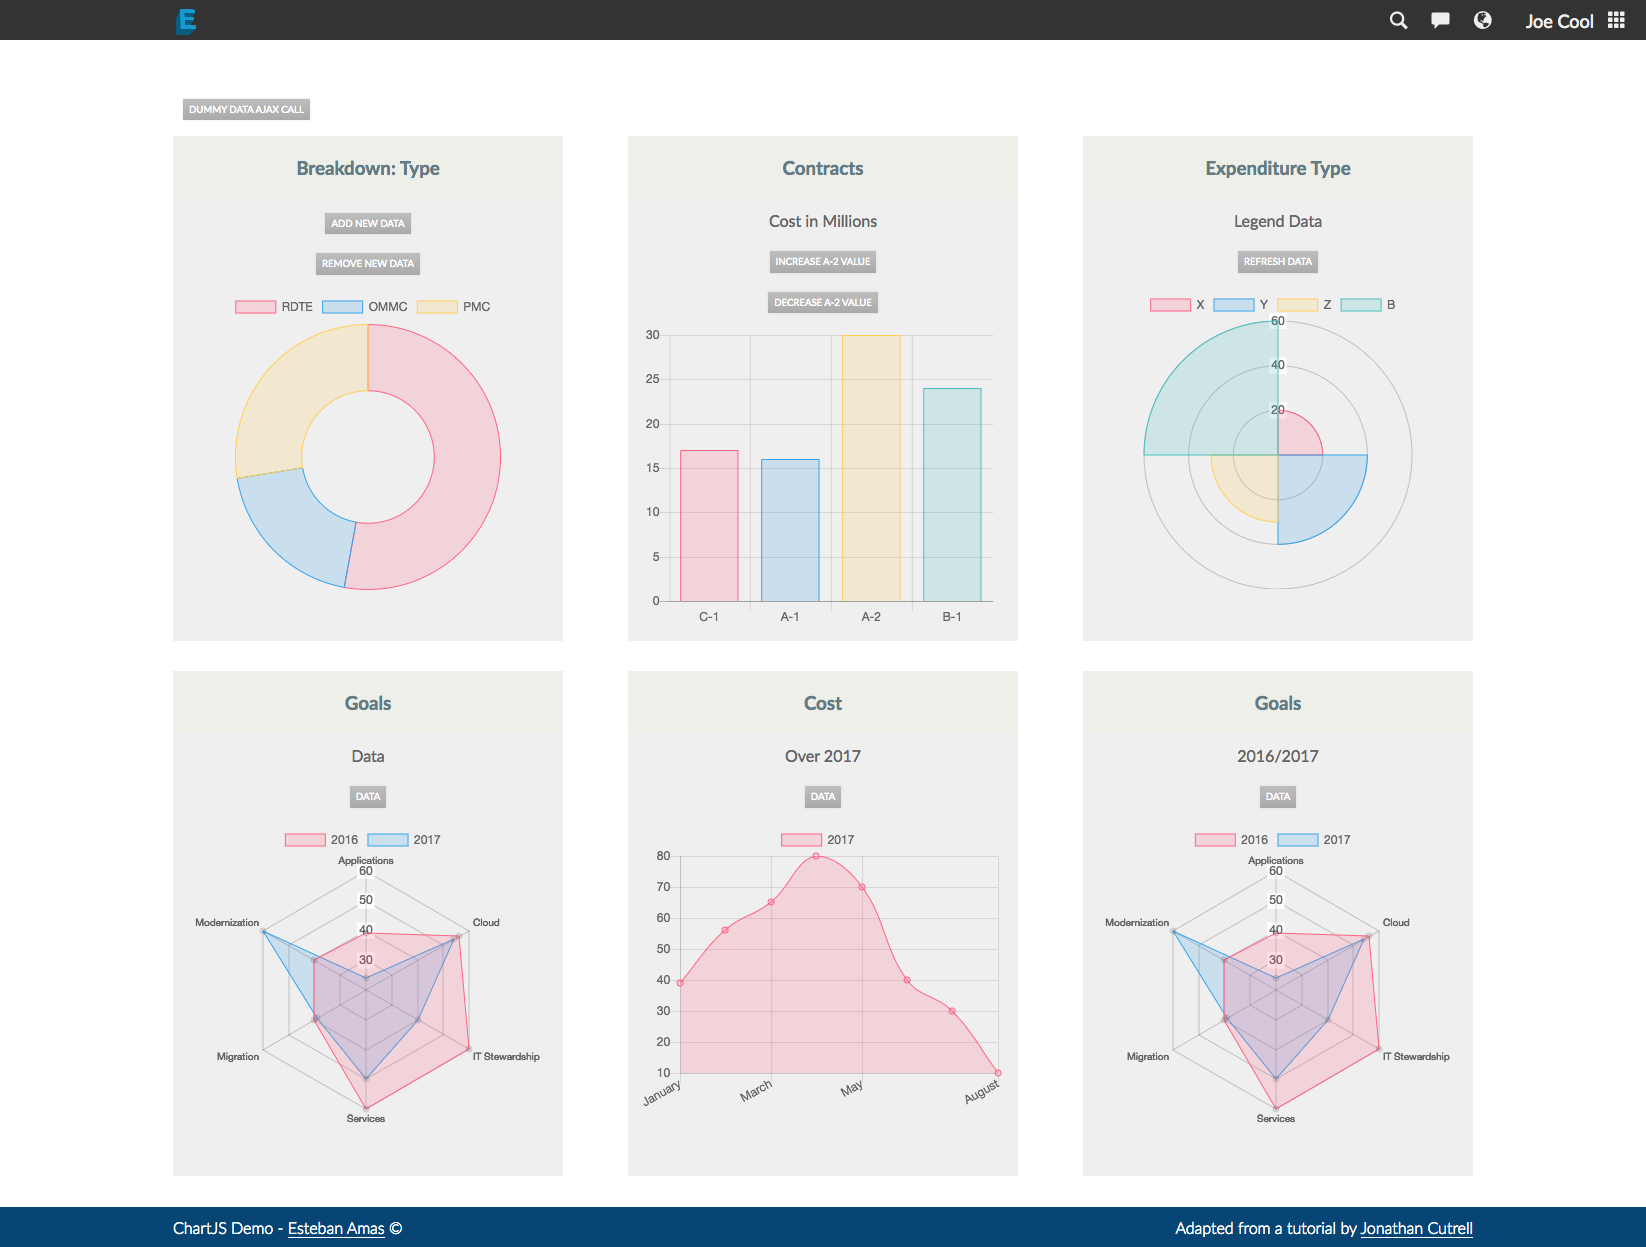 E
Joe Cool
DUMMY DATA AJAX CALL
Breakdown: Type
ADD NEW DATA
REMOVE NEW DATA
RDTE OMMC PMC
Contracts
Cost in Millions
INCREASE A-2 VALUE
DECREASE A-2 VALUE
30
25
20
15
10
5
0
C-1 A-1 A-2 B-1
Expenditure Type
Legend Data
REFRESH DATA
X Y Z B
60
40
20
Goals
Data
DATA
2016 2017
Applications
60
50
40
30
Modernization
Cloud
Migration
IT Stewardship
Services
Cost
Over 2017
DATA
2017
80
70
60
50
40
30
20
10
January March May August
Goals
2016/2017
DATA
2016 2017
Applications
60
50
40
30
Modernization
Cloud
Migration
IT Stewardship
Services
ChartJS Demo - Esteban Amas ©
Adapted from a tutorial by Jonathan Cutrell